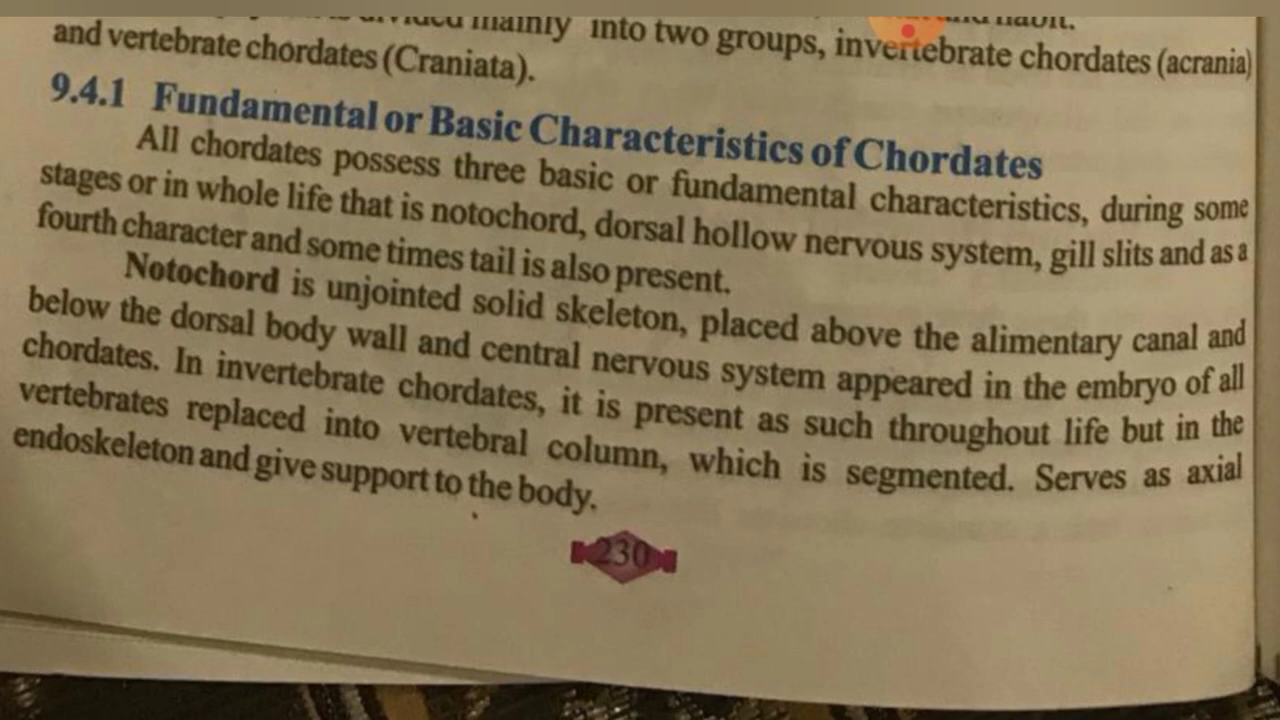 mainly into two groups, invertebrate chordates (acrania)
and vertebrate chordates (Craniata).
9.4.1 Fundamental or Basic Characteristics of Chordates
All chordates possess three basic or fundamental characteristics, during some
stages or in whole life that is notochord, dorsal hollow nervous system, gill slits and as a
fourth character and some times tail is also present.
Notochord is unjointed solid skeleton, placed above the alimentary canal and
below the dorsal body wall and central nervous system appeared in the embryo of all
chordates. In invertebrate chordates, it is present as such throughout life but in the
vertebrates replaced into vertebral column, which is segmented. Serves as axial
endoskeleton and give support to the body.
230